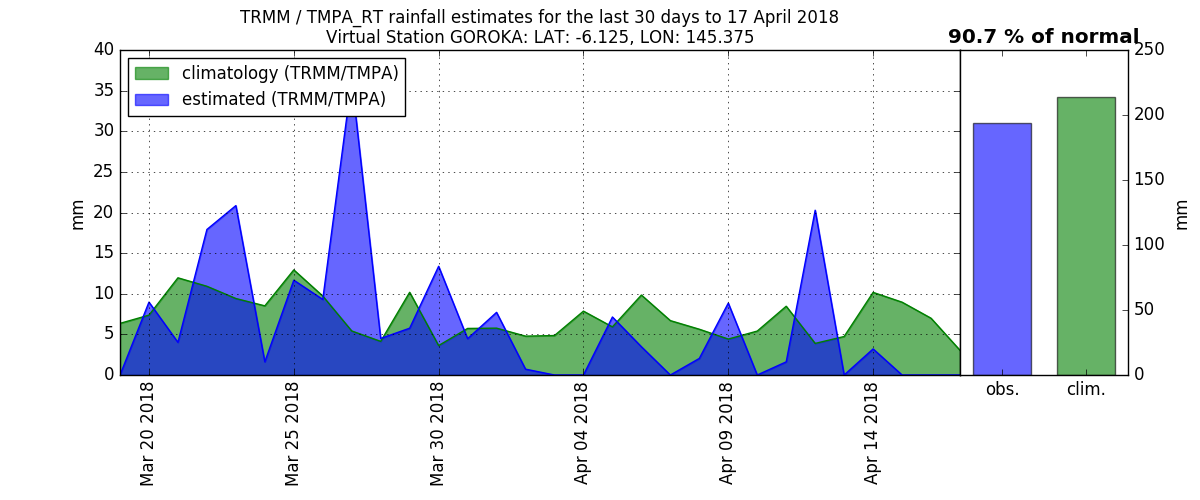 TRMM / TMPA_RT rainfall estimates for the last 30 days to 17 April 2018
Virtual Station GOROKA: LAT: -6.125, LON: 145.375
90.7 % of normal
climatology (TRMM/TMPA)
estimated (TRMM/TMPA)
40
35
30
25
20
15
10
5
0
mm
Mar 20 2018
Mar 25 2018
Mar 30 2018
Apr 04 2018
Apr 09 2018
Apr 14 2018
250
200
150
100
50
0
mm
obs.
clim.